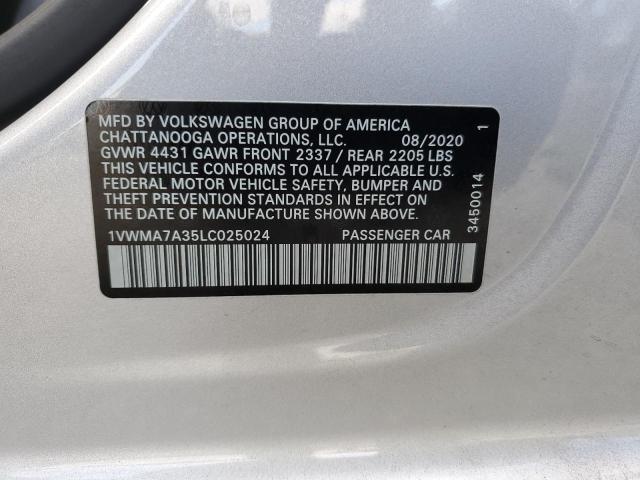 MFD BY VOLKSWAGEN GROUP OF AMERICA
CHATTANOOGA OPERATIONS, LLC. 08/2020
GVWR 4431 GAWR FRONT 2337 / REAR 2205 LBS
THIS VEHICLE CONFORMS TO ALL APPLICABLE U.S.
FEDERAL MOTOR VEHICLE SAFETY, BUMPER AND
THEFT PREVENTION STANDARDS IN EFFECT ON
THE DATE OF MANUFACTURE SHOWN ABOVE.
1VWMA7A35LC025024 PASSENGER CAR
3450014 1